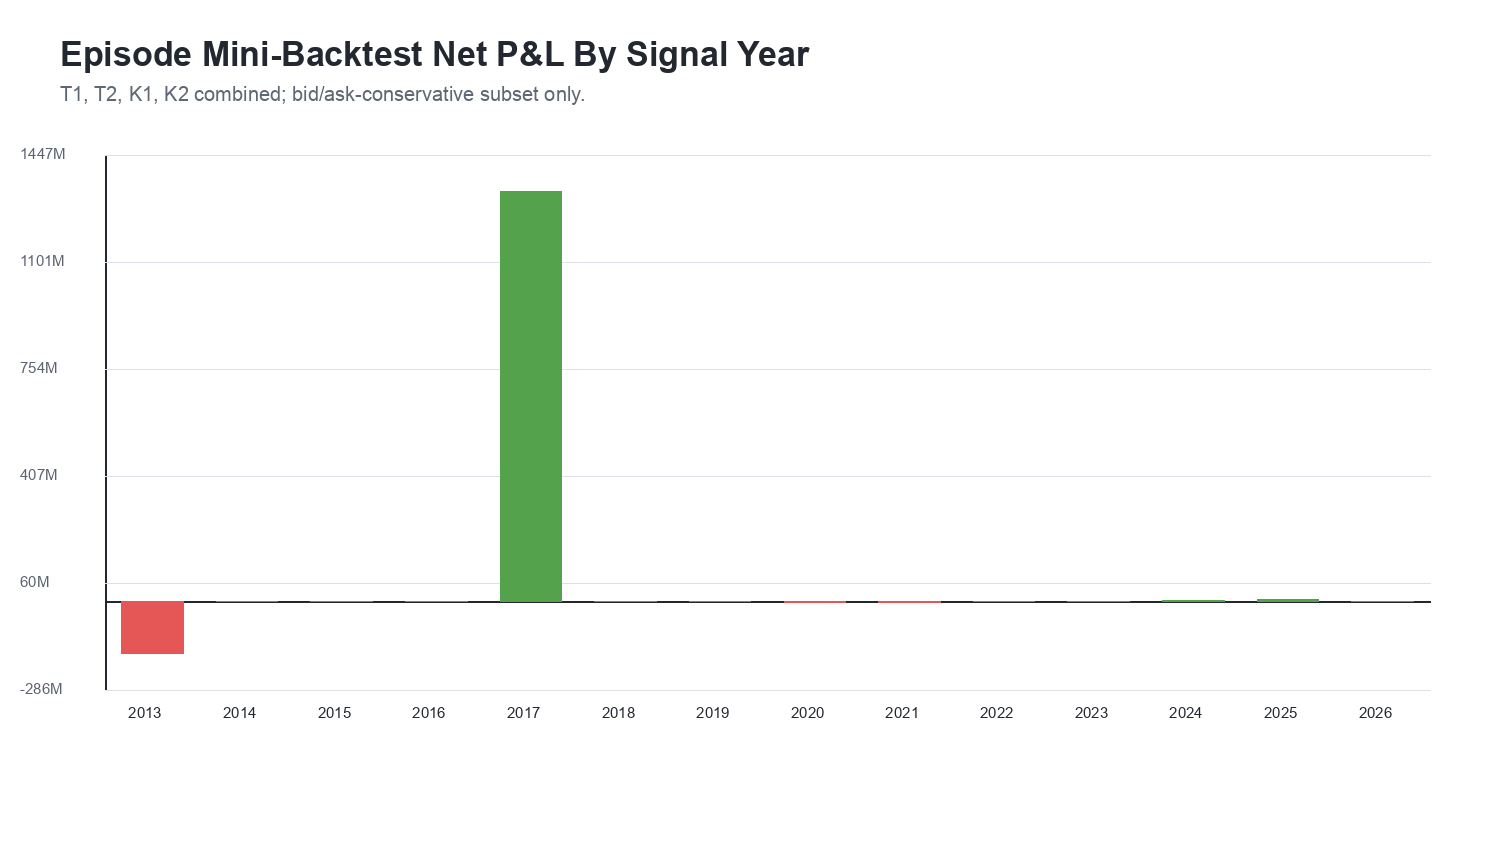 Episode Mini-Backtest Net P&L By Signal Year
T1, T2, K1, K2 combined; bid/ask-conservative subset only.
1447M
1101M
754M
407M
60M
-286M
2013 2014 2015 2016 2017 2018 2019 2020 2021 2022 2023 2024 2025 2026